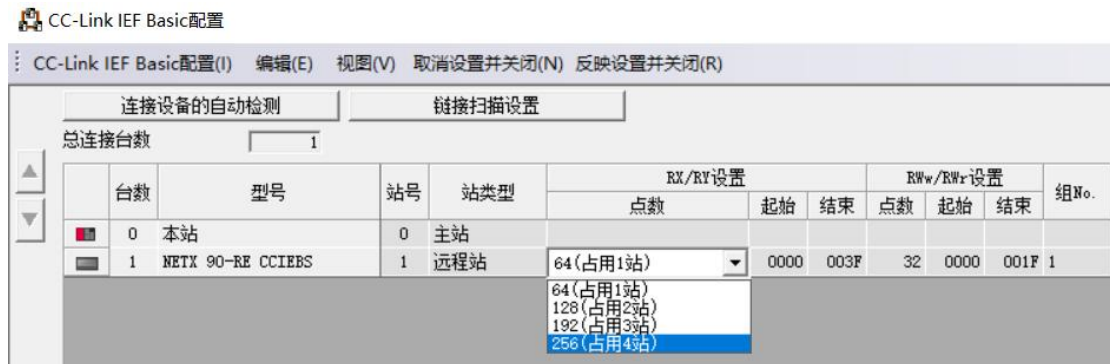 CC-Link IEF Basic配置
CC-Link IEF Basic配置(I) 编辑(E) 视图(V) 取消设置并关闭(N) 反映设置并关闭(R)
连接设备的自动检测 链接扫描设置
总连接台数 1
台数 型号 站号 站类型 RX/RY设置 RWw/RWr设置 组No.
点数 起始 结束 点数 起始 结束
0 本站 0 主站
1 NETX 90-RE CCIEBS 1 远程站 64(占用1站) 0000 003F 32 0000 001F 1
64(占用1站)
128(占用2站)
192(占用3站)
256(占用4站)